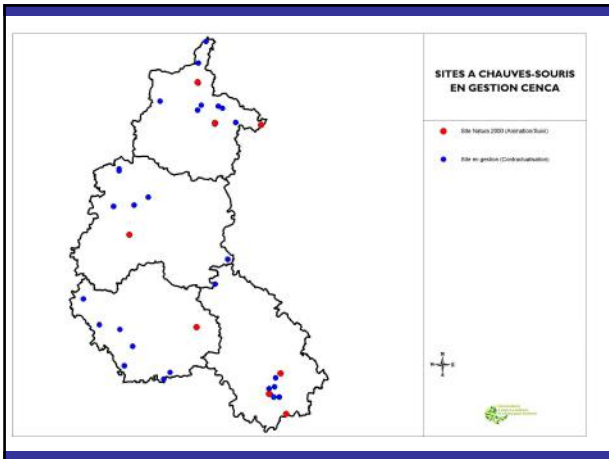 SITES A CHAUVES-SOURIS
EN GESTION CENCA
Site Natura 2000 (Animation/Suivi)
Site en gestion (Contractualisation)
N
E
S